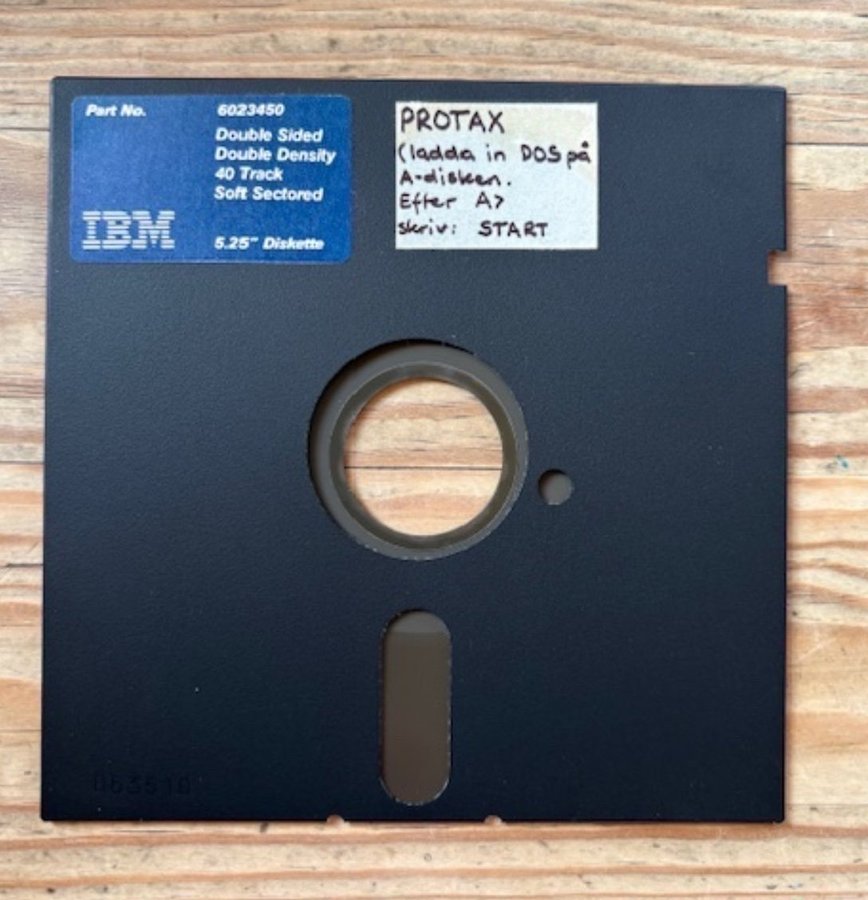 Part No. 6023450
Double Sided
Double Density
40 Track
Soft Sectored
IBM
5.25" Diskette
PROTAX
(ladda in DOS på
A-disken.
Efter A>
skriv: START